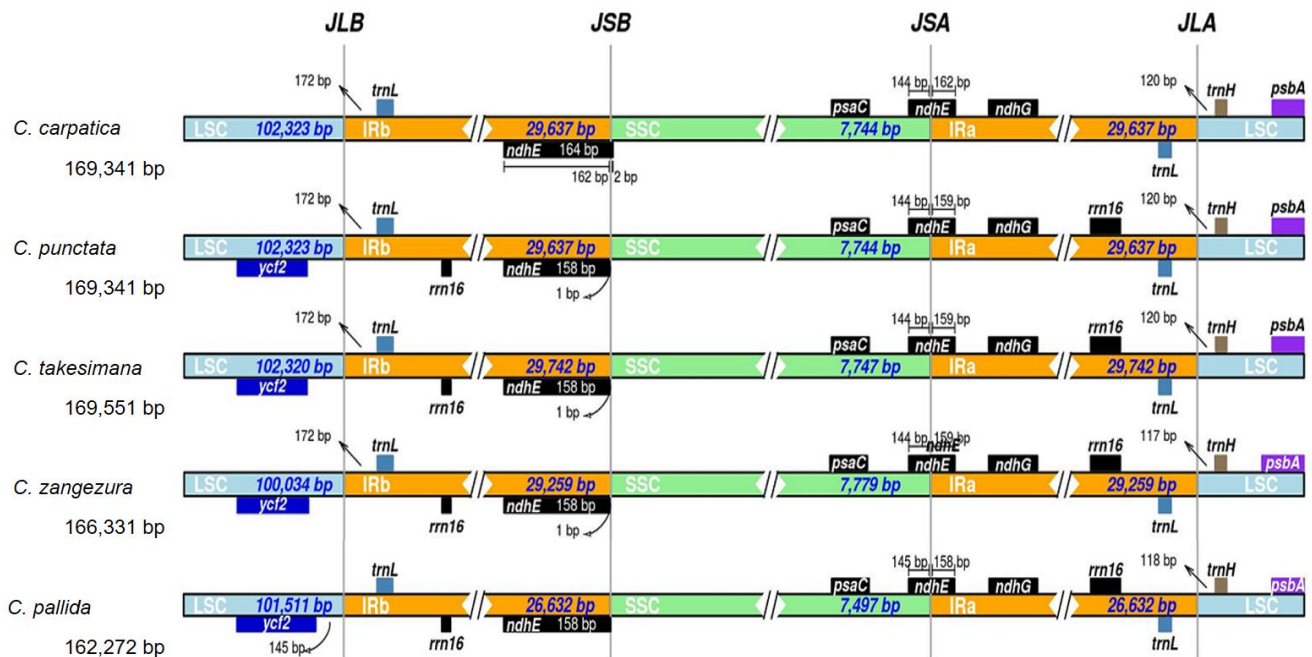 JLB JSB JSA JLA
172 bp trnL 144 bp 162 bp 120 bp trnH psbA
psaC ndhE ndhG
C. carpatica LSC 102,323 bp IRb 29,637 bp SSC 7,744 bp IRa 29,637 bp LSC
169,341 bp ndhE 164 bp trnL
162 bp 2 bp
172 bp trnL 144 bp 159 bp rrn16 120 bp trnH psbA
psaC ndhE ndhG
C. punctata LSC 102,323 bp IRb 29,637 bp SSC 7,744 bp IRa 29,637 bp LSC
ycf2 ndhE 158 bp
169,341 bp rrn16 1 bp trnL
172 bp trnL 144 bp 159 bp rrn16 120 bp trnH psbA
psaC ndhE ndhG
C. takesimana LSC 102,320 bp IRb 29,742 bp SSC 7,747 bp IRa 29,742 bp LSC
ycf2 ndhE 158 bp
169,551 bp rrn16 1 bp trnL
172 bp trnL 144 bp 159 bp ndhE rrn16 117 bp trnH
psaC ndhE ndhG psbA
C. zangezura LSC 100,034 bp IRb 29,259 bp SSC 7,779 bp IRa 29,259 bp LSC
ycf2 ndhE 158 bp
166,331 bp rrn16 1 bp trnL
trnL 145 bp 158 bp rrn16 118 bp trnH
psaC ndhE ndhG psbA
C. pallida LSC 101,511 bp IRb 26,632 bp SSC 7,497 bp IRa 26,632 bp LSC
ycf2 ndhE 158 bp
162,272 bp 145 bp rrn16 trnL